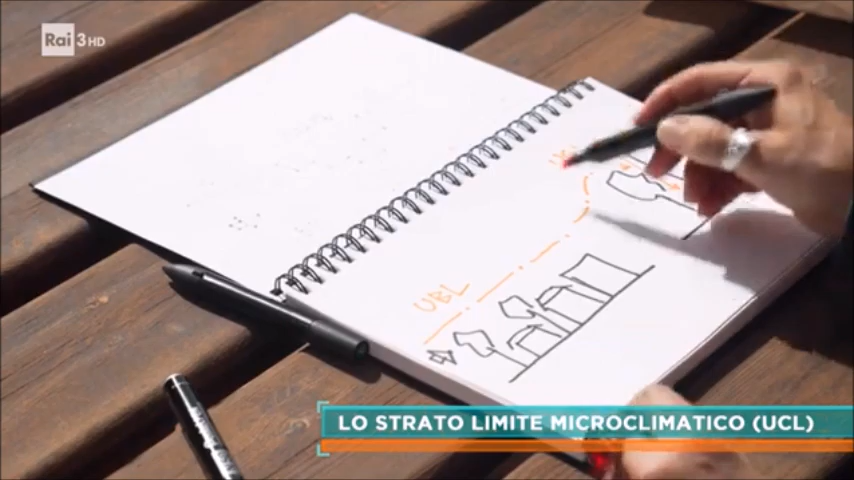 Rai 3 HD
UBL
LO STRATO LIMITE MICROCLIMATICO (UCL)